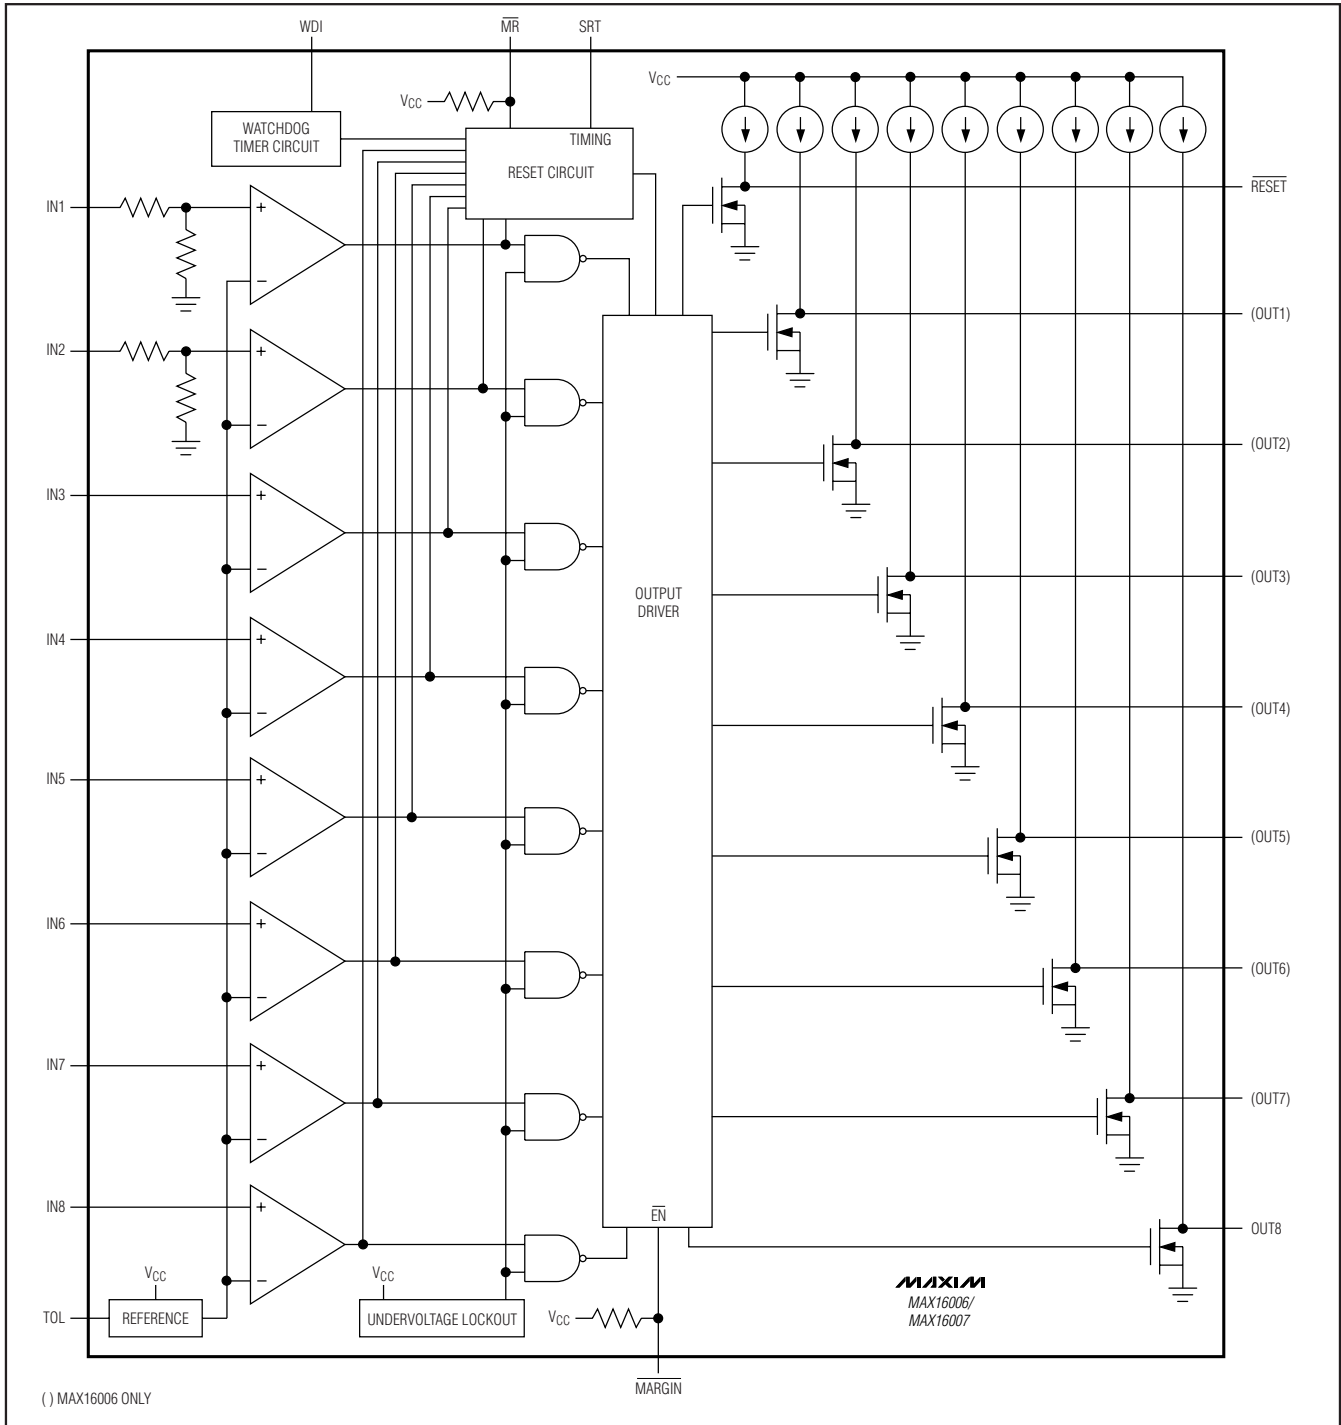 WDI
MR
SRT
VCC
VCC
WATCHDOG
TIMER CIRCUIT
TIMING
RESET CIRCUIT
RESET
IN1
+
−
(OUT1)
IN2
+
−
(OUT2)
IN3
+
−
(OUT3)
OUTPUT
DRIVER
IN4
+
−
(OUT4)
IN5
+
−
(OUT5)
IN6
+
−
(OUT6)
IN7
+
−
(OUT7)
IN8
+
−
EN
OUT8
VCC
VCC
TOL
REFERENCE
UNDERVOLTAGE LOCKOUT
VCC
MAXIM
MAX16006/
MAX16007
MARGIN
( ) MAX16006 ONLY